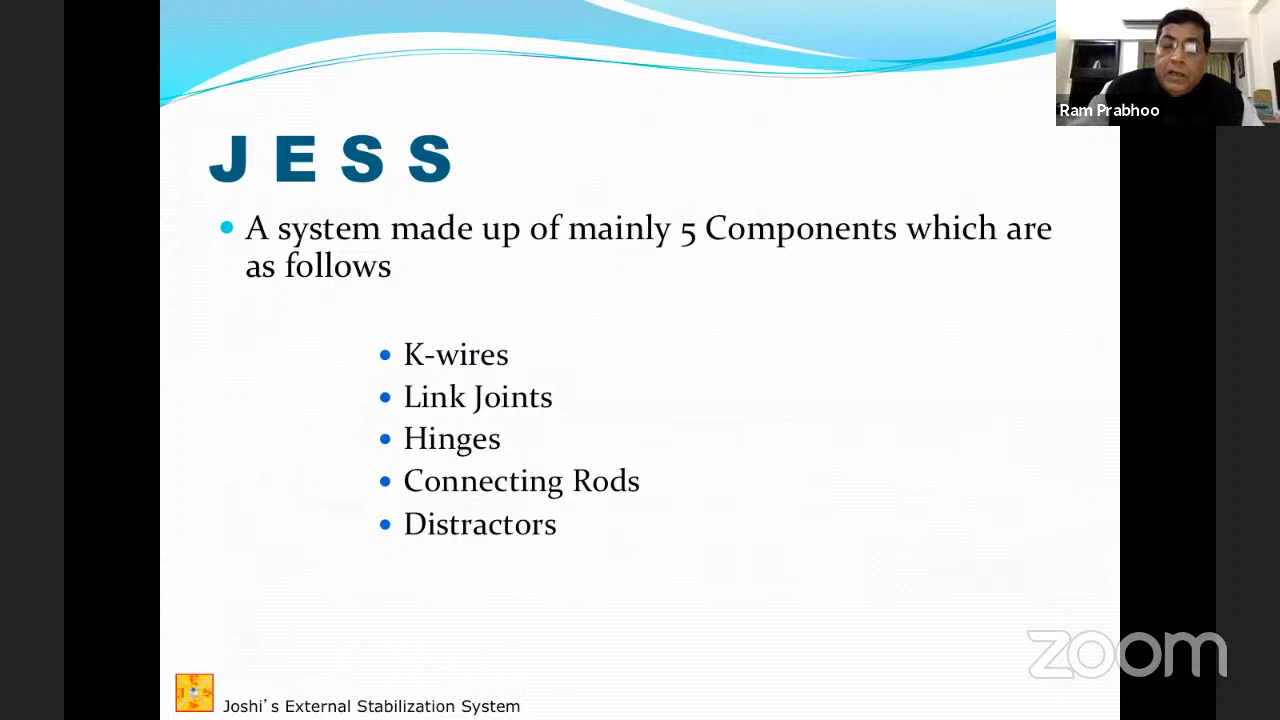 Ram Prabhoo
J E S S
• A system made up of mainly 5 Components which are
as follows
• K-wires
• Link Joints
• Hinges
• Connecting Rods
• Distractors
zoom
Joshi's External Stabilization System